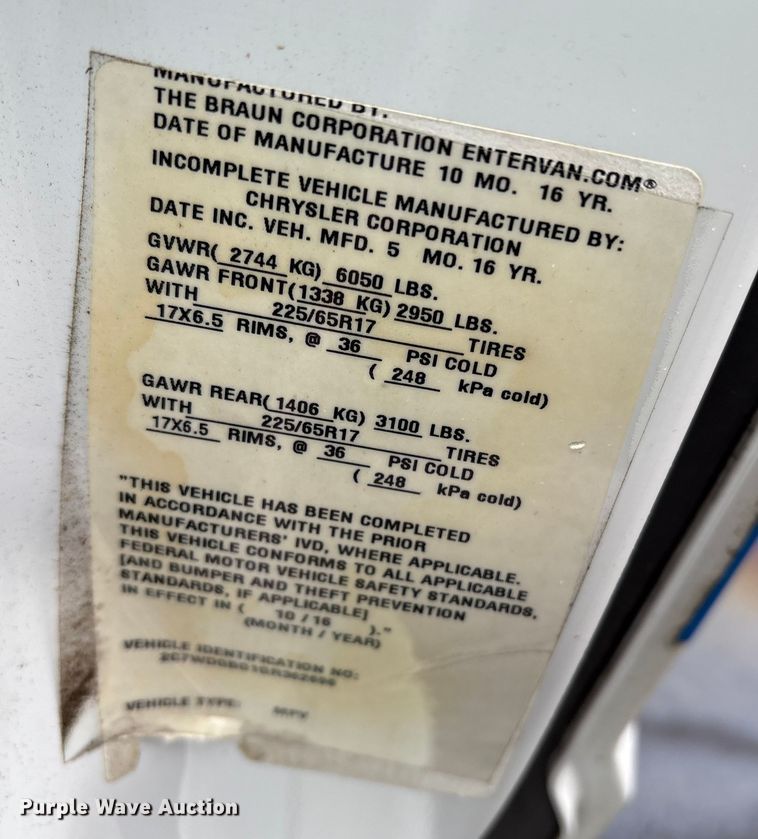 MANUFACTURED BY:
THE BRAUN CORPORATION ENTERVAN.COM®
DATE OF MANUFACTURE 10 MO. 16 YR.
INCOMPLETE VEHICLE MANUFACTURED BY:
CHRYSLER CORPORATION
DATE INC. VEH. MFD. 5 MO. 16 YR.
GVWR( 2744 KG) 6050 LBS.
GAWR FRONT(1338 KG) 2950 LBS.
WITH 225/65R17 TIRES
17X6.5 RIMS, @ 36 PSI COLD
( 248 kPa cold)
GAWR REAR( 1406 KG) 3100 LBS.
WITH 225/65R17 TIRES
17X6.5 RIMS, @ 36 PSI COLD
( 248 kPa cold)
"THIS VEHICLE HAS BEEN COMPLETED
IN ACCORDANCE WITH THE PRIOR
MANUFACTURERS' IVD, WHERE APPLICABLE.
THIS VEHICLE CONFORMS TO ALL APPLICABLE
FEDERAL MOTOR VEHICLE SAFETY STANDARDS,
[AND BUMPER AND THEFT PREVENTION
STANDARDS, IF APPLICABLE]
IN EFFECT IN ( 10 / 16 )."
(MONTH / YEAR)
VEHICLE IDENTIFICATION NO:
VEHICLE TYPE: MPV
Purple Wave Auction